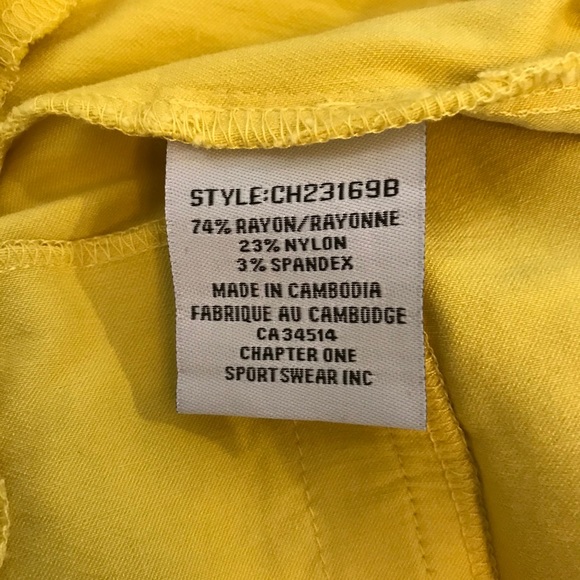 STYLE:CH23169B
74% RAYON/RAYONNE
23% NYLON
3% SPANDEX
MADE IN CAMBODIA
FABRIQUE AU CAMBODGE
CA34514
CHAPTER ONE
SPORTSWEAR INC